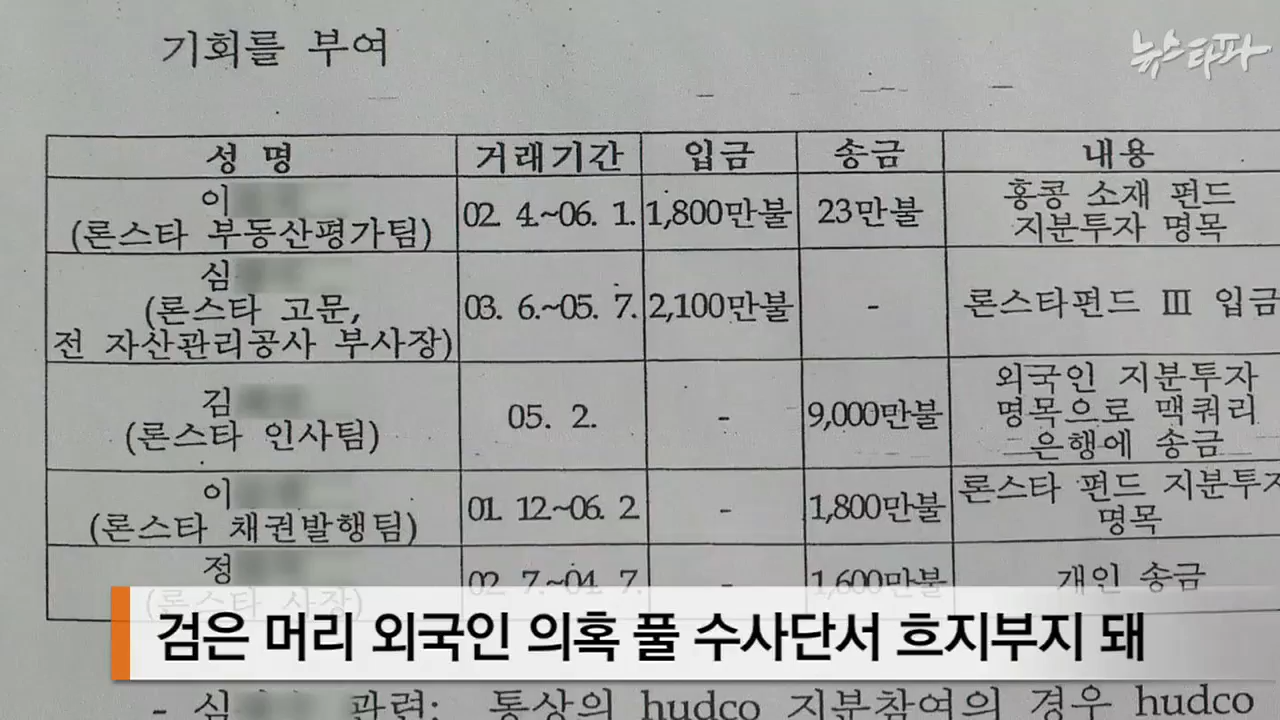 기회를 부여
뉴스타파
성 명 거래기간 입금 송금 내용
이
(론스타 부동산평가팀) 02. 4.~06. 1. 1,800만불 23만불 홍콩 소재 펀드
지분투자 명목
심
(론스타 고문,
전 자산관리공사 부사장) 03. 6.~05. 7. 2,100만불 - 론스타펀드 III 입금
김
(론스타 인사팀) 05. 2. - 9,000만불 외국인 지분투자
명목으로 맥쿼리
은행에 송금
이
(론스타 채권발행팀) 01. 12~06. 2 - 1,800만불 론스타 펀드 지분투자
명목
정
(론스타 사장) 02. 7.~04. 7. - 1,600만불 개인 송금
검은 머리 외국인 의혹 풀 수사단서 흐지부지 돼
- 심 관련: 통상의 hudco 지분참여의 경우 hudco